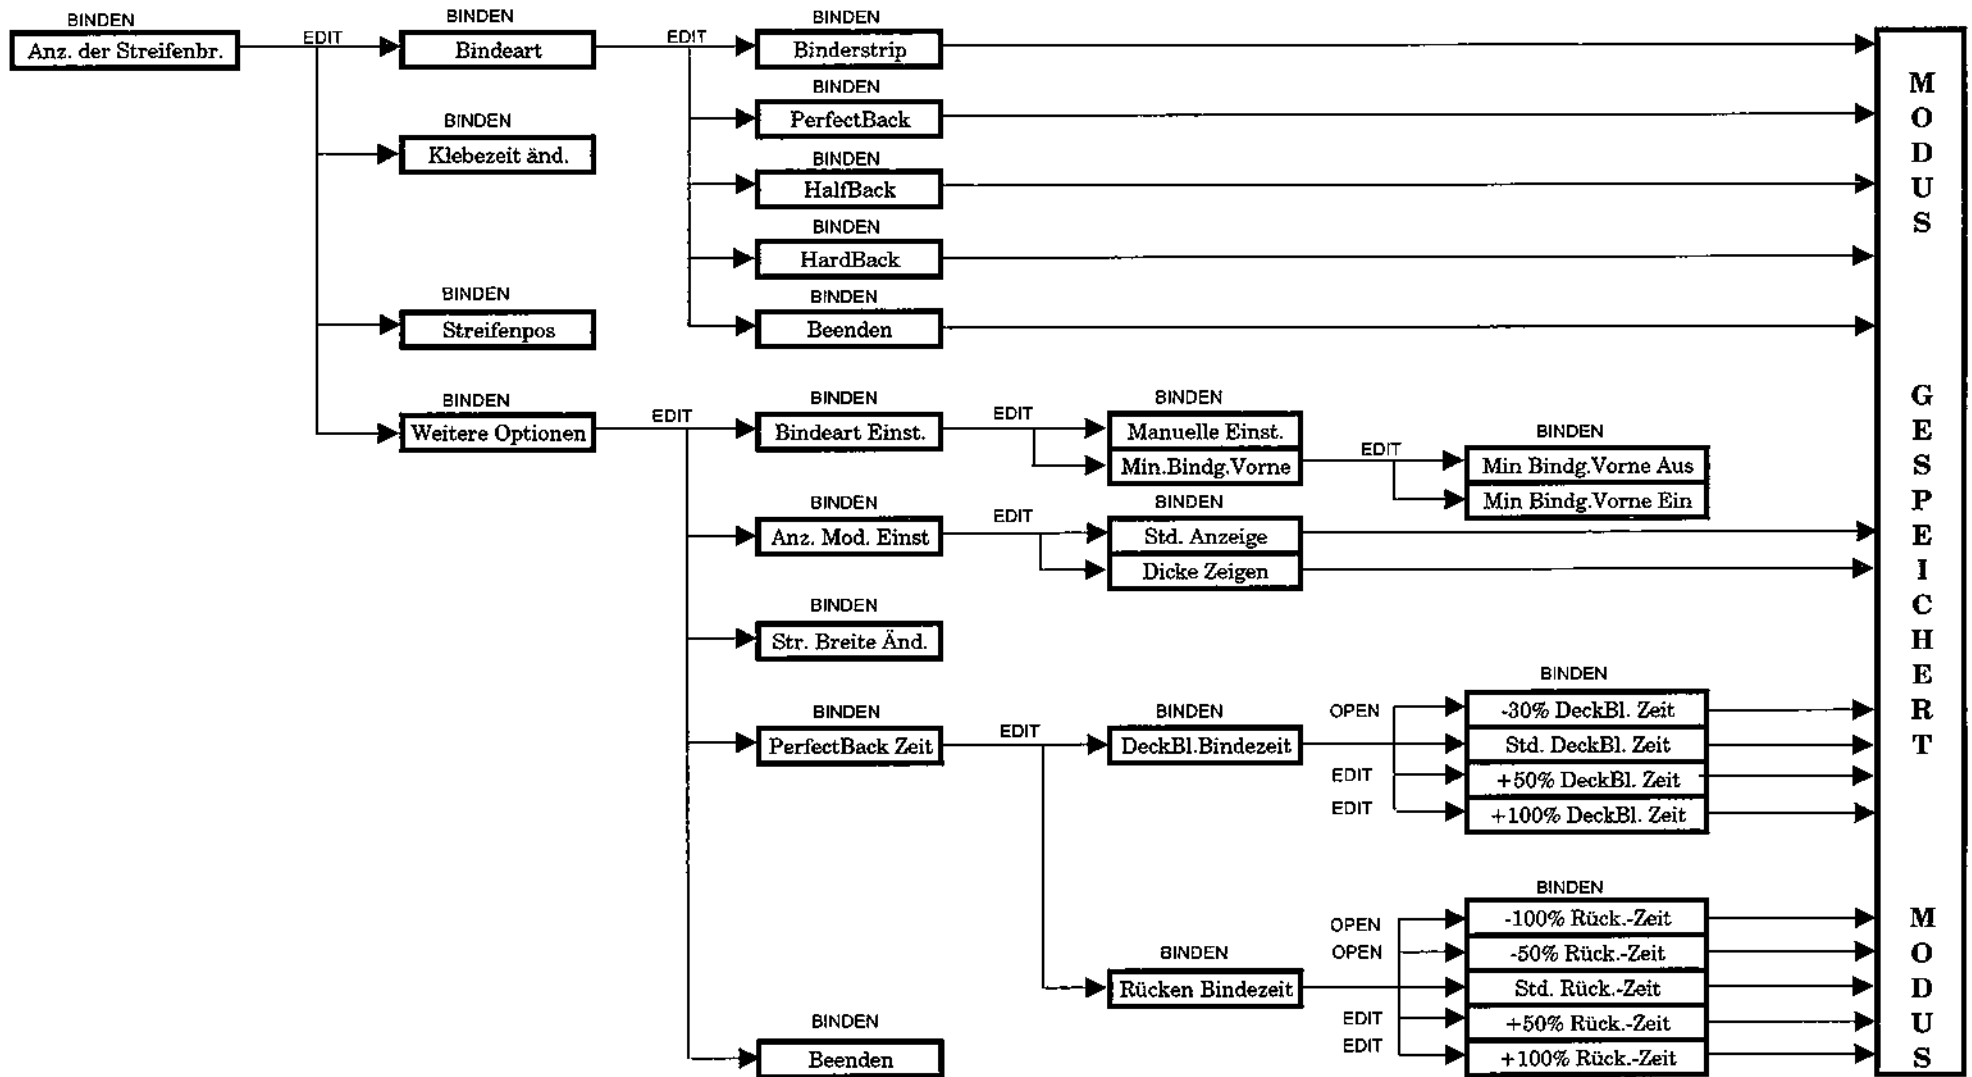 BINDEN
Anz. der Streifenbr.
EDIT
BINDEN
Bindeart
EDIT
BINDEN
Binderstrip
BINDEN
PerfectBack
BINDEN
HalfBack
BINDEN
HardBack
BINDEN
Beenden
BINDEN
Klebezeit änd.
BINDEN
Streifenpos
BINDEN
Weitere Optionen
EDIT
BINDEN
Bindeart Einst.
EDIT
BINDEN
Manuelle Einst.
Min.Bindg.Vorne
EDIT
BINDEN
Min Bindg.Vorne Aus
Min Bindg.Vorne Ein
BINDEN
Anz. Mod. Einst
EDIT
BINDEN
Std. Anzeige
Dicke Zeigen
BINDEN
Str. Breite Änd.
BINDEN
PerfectBack Zeit
EDIT
BINDEN
DeckBl.Bindezeit
BINDEN
OPEN
-30% DeckBl. Zeit
Std. DeckBl. Zeit
EDIT
+50% DeckBl. Zeit
EDIT
+100% DeckBl. Zeit
BINDEN
Rücken Bindezeit
BINDEN
OPEN
-100% Rück.-Zeit
OPEN
-50% Rück.-Zeit
Std. Rück.-Zeit
EDIT
+50% Rück.-Zeit
EDIT
+100% Rück.-Zeit
BINDEN
Beenden
MODUS
GESPEICHERT
MODUS